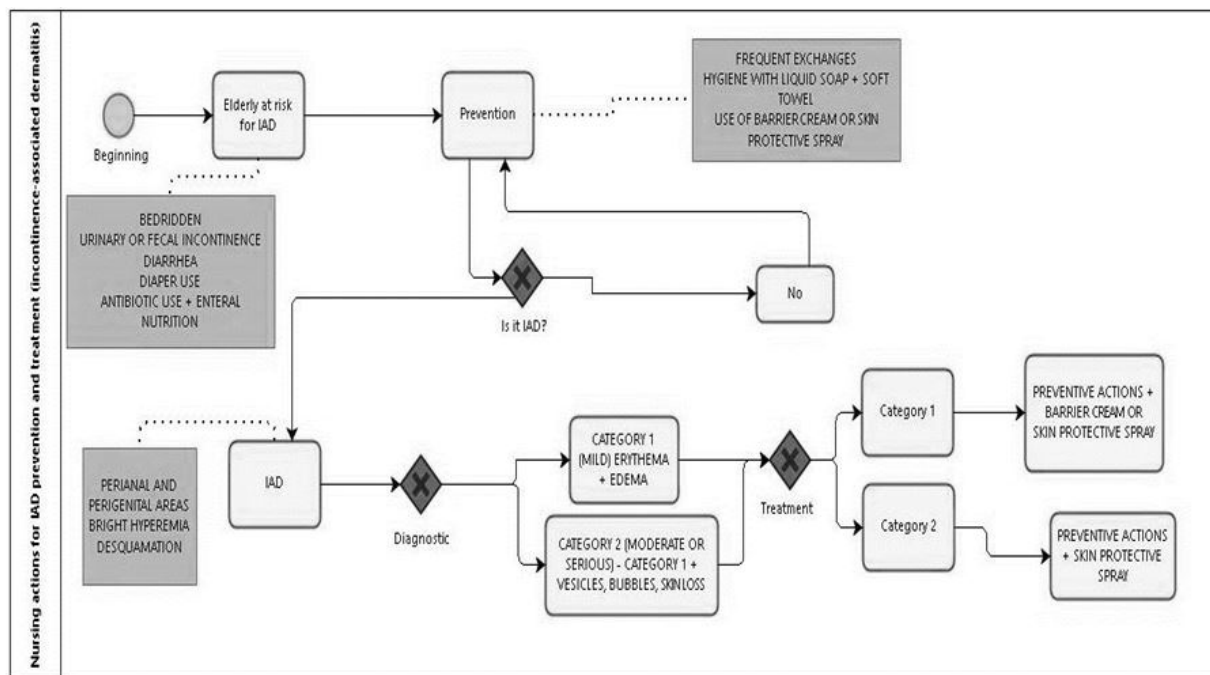 Nursing actions for IAD prevention and treatment (incontinence-associated dermatitis)
Beginning
Elderly at risk
for IAD
Prevention
FREQUENT EXCHANGES
HYGIENE WITH LIQUID SOAP + SOFT
TOWEL
USE OF BARRIER CREAM OR SKIN
PROTECTIVE SPRAY
BEDRIDDEN
URINARY OR FECAL INCONTINENCE
DIARRHEA
DIAPER USE
ANTIBIOTIC USE + ENTERAL
NUTRITION
Is it IAD?
No
PERIANAL AND
PERIGENITAL AREAS
BRIGHT HYPEREMIA
DESQUAMATION
IAD
Diagnostic
CATEGORY 1
(MILD) ERYTHEMA
+ EDEMA
CATEGORY 2 (MODERATE OR
SERIOUS) - CATEGORY 1 +
VESICLES, BUBBLES, SKINLOSS
Treatment
Category 1
PREVENTIVE ACTIONS +
BARRIER CREAM OR
SKIN PROTECTIVE SPRAY
Category 2
PREVENTIVE ACTIONS
+ SKIN PROTECTIVE
SPRAY